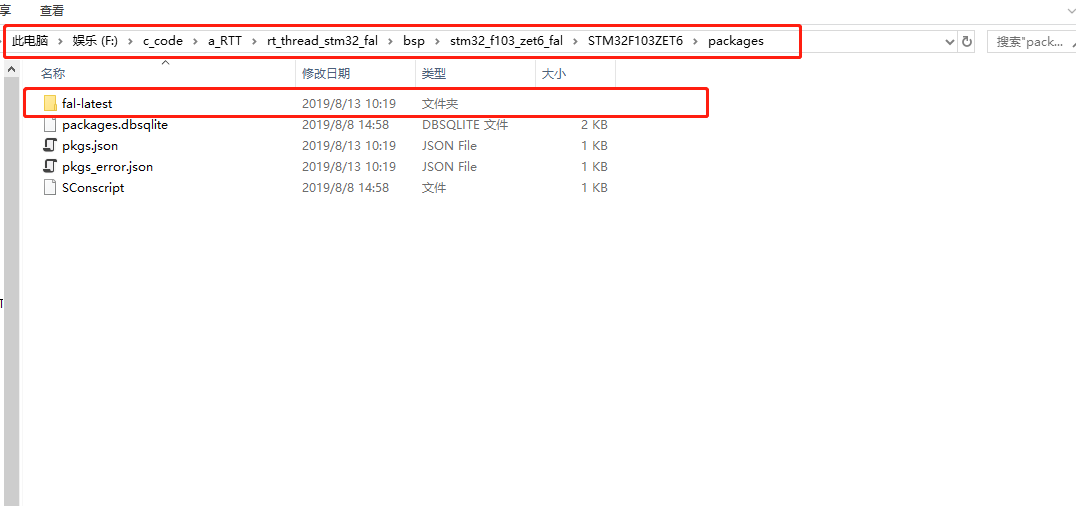 享 查看
此电脑 娱乐 (F:) c_code a_RTT rt_thread_stm32_fal bsp stm32_f103_zet6_fal STM32F103ZET6 packages 搜索"pack...
名称 修改日期 类型 大小
fal-latest 2019/8/13 10:19 文件夹
packages.dbsqlite 2019/8/8 14:58 DBSQLITE 文件 2 KB
pkgs.json 2019/8/13 10:19 JSON File 1 KB
pkgs_error.json 2019/8/13 10:19 JSON File 1 KB
SConscript 2019/8/8 14:58 文件 1 KB